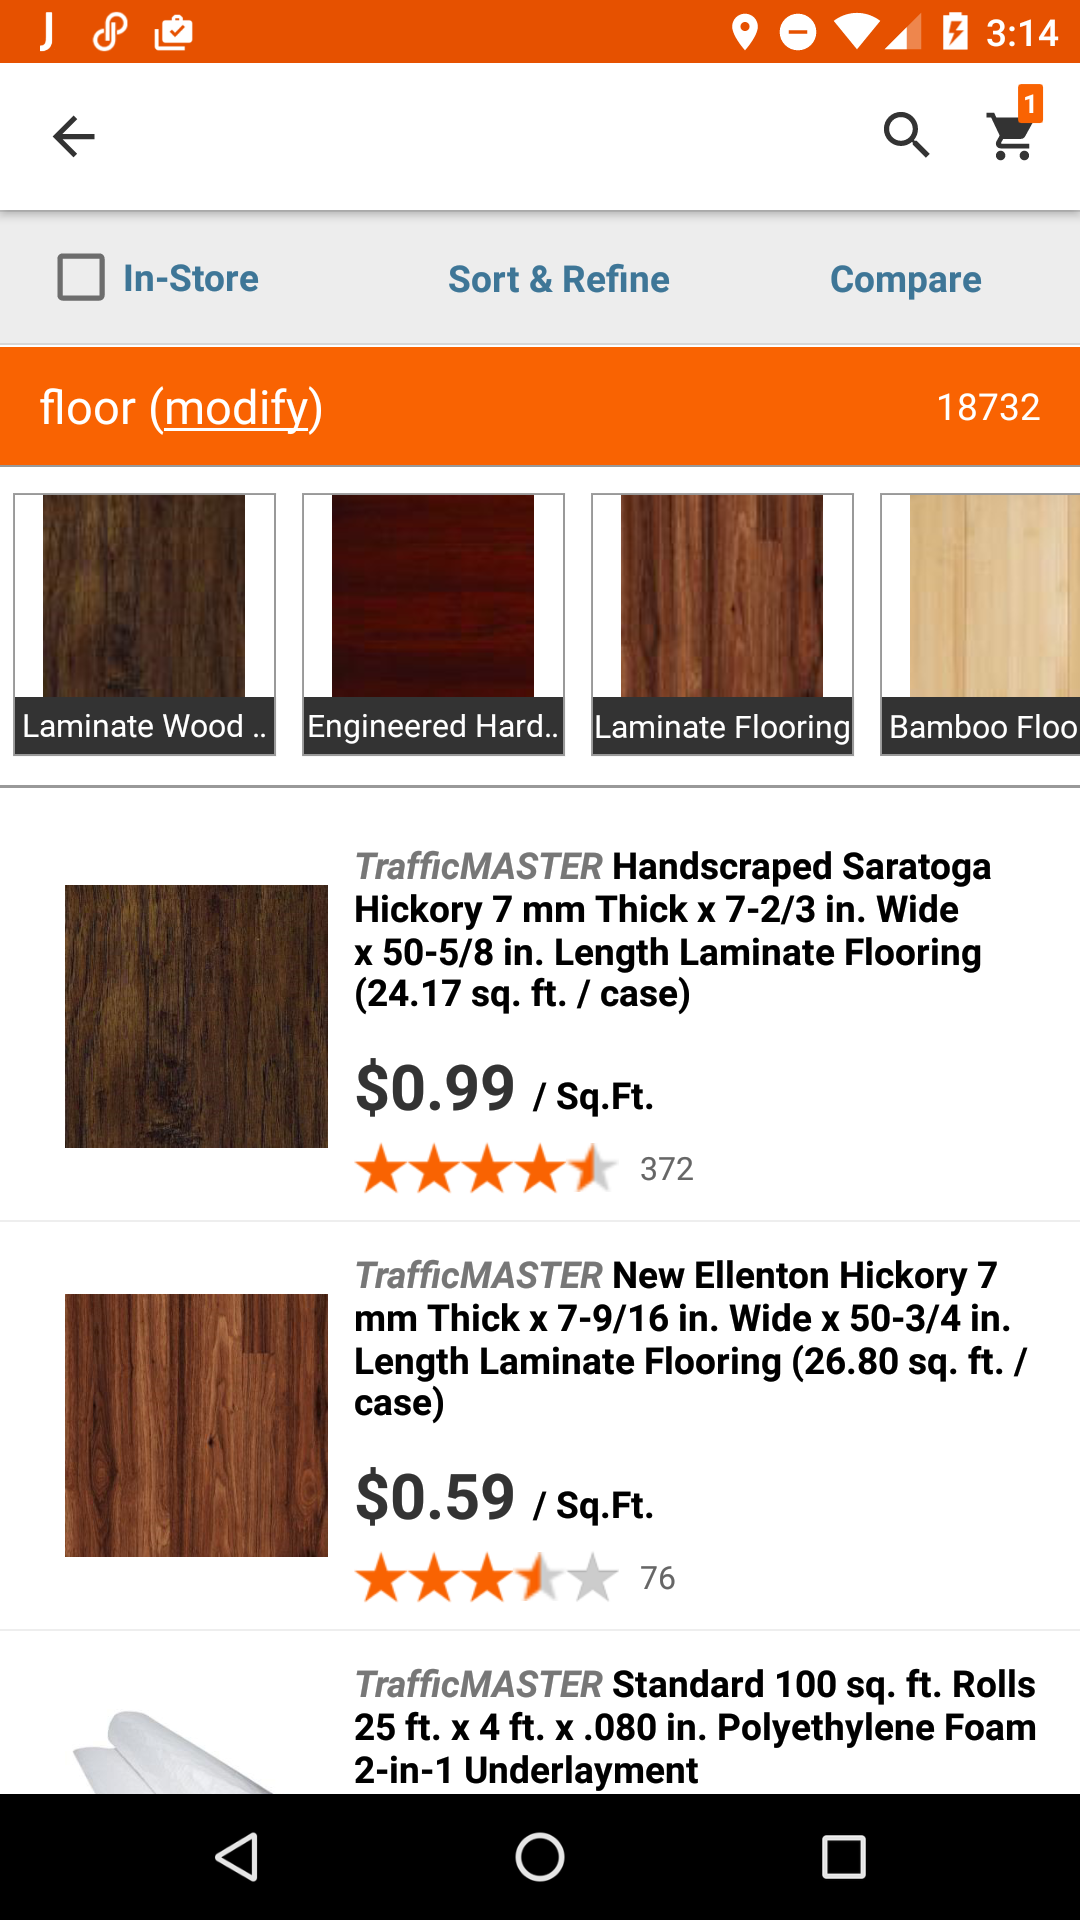 3:14
1
In-Store Sort & Refine Compare
floor (modify) 18732
Laminate Wood .. Engineered Hard.. Laminate Flooring Bamboo Floo
TrafficMASTER Handscraped Saratoga
Hickory 7 mm Thick x 7-2/3 in. Wide
x 50-5/8 in. Length Laminate Flooring
(24.17 sq. ft. / case)
$0.99 / Sq.Ft.
372
TrafficMASTER New Ellenton Hickory 7
mm Thick x 7-9/16 in. Wide x 50-3/4 in.
Length Laminate Flooring (26.80 sq. ft. /
case)
$0.59 / Sq.Ft.
76
TrafficMASTER Standard 100 sq. ft. Rolls
25 ft. x 4 ft. x .080 in. Polyethylene Foam
2-in-1 Underlayment